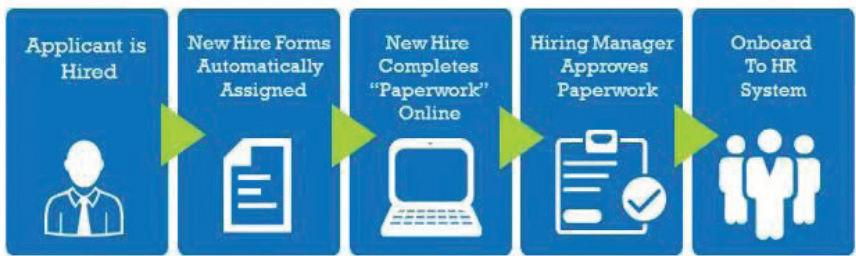 Applicant is
Hired
New Hire Forms
Automatically
Assigned
New Hire
Completes
“Paperwork”
Online
Hiring Manager
Approves
Paperwork
Onboard
To HR
System